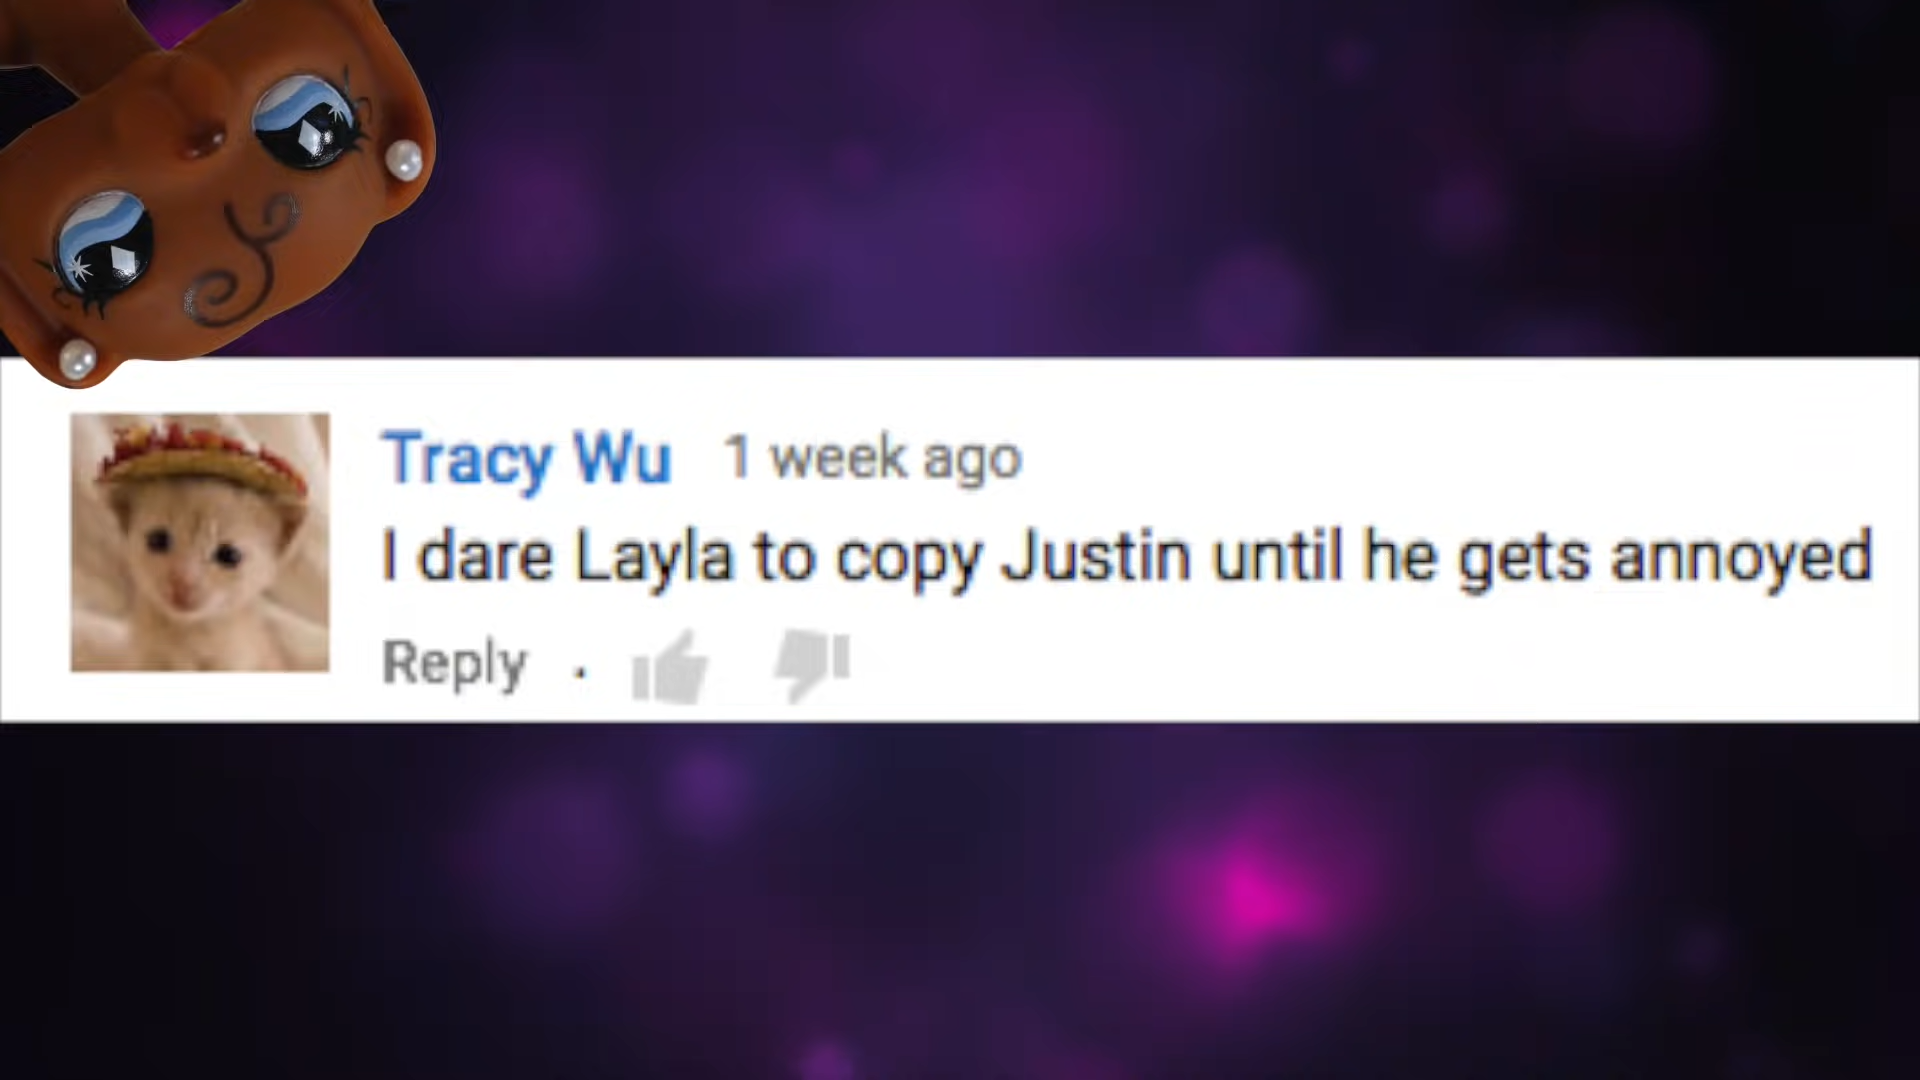 Tracy Wu 1 week ago
I dare Layla to copy Justin until he gets annoyed
Reply ·